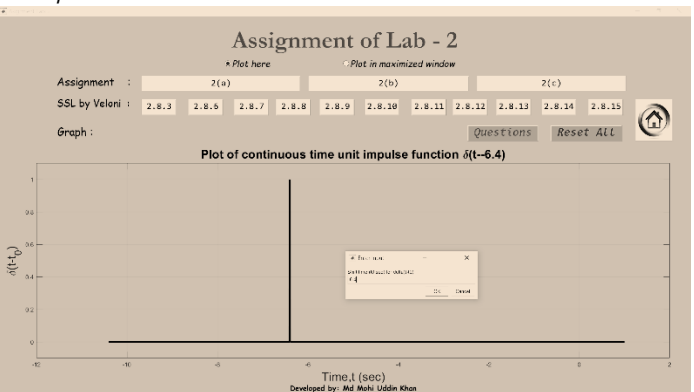 Assignment of Lab - 2
Plot here Plot in maximized window
Assignment : 2(a) 2(b) 2(c)
SSL by Veloni : 2.8.3 2.8.6 2.8.7 2.8.8 2.8.9 2.8.10 2.8.11 2.8.12 2.8.13 2.8.14 2.8.15
Graph : Questions Reset All
Plot of continuous time unit impulse function δ(t--6.4)
1
0.8
0.6
0.4
0.2
0
δ(t-t0)
Cancel
-12 -10 -8 -6 -4 -2 0 2
Time,t (sec)
Developed by: Md Mohi Uddin Khan